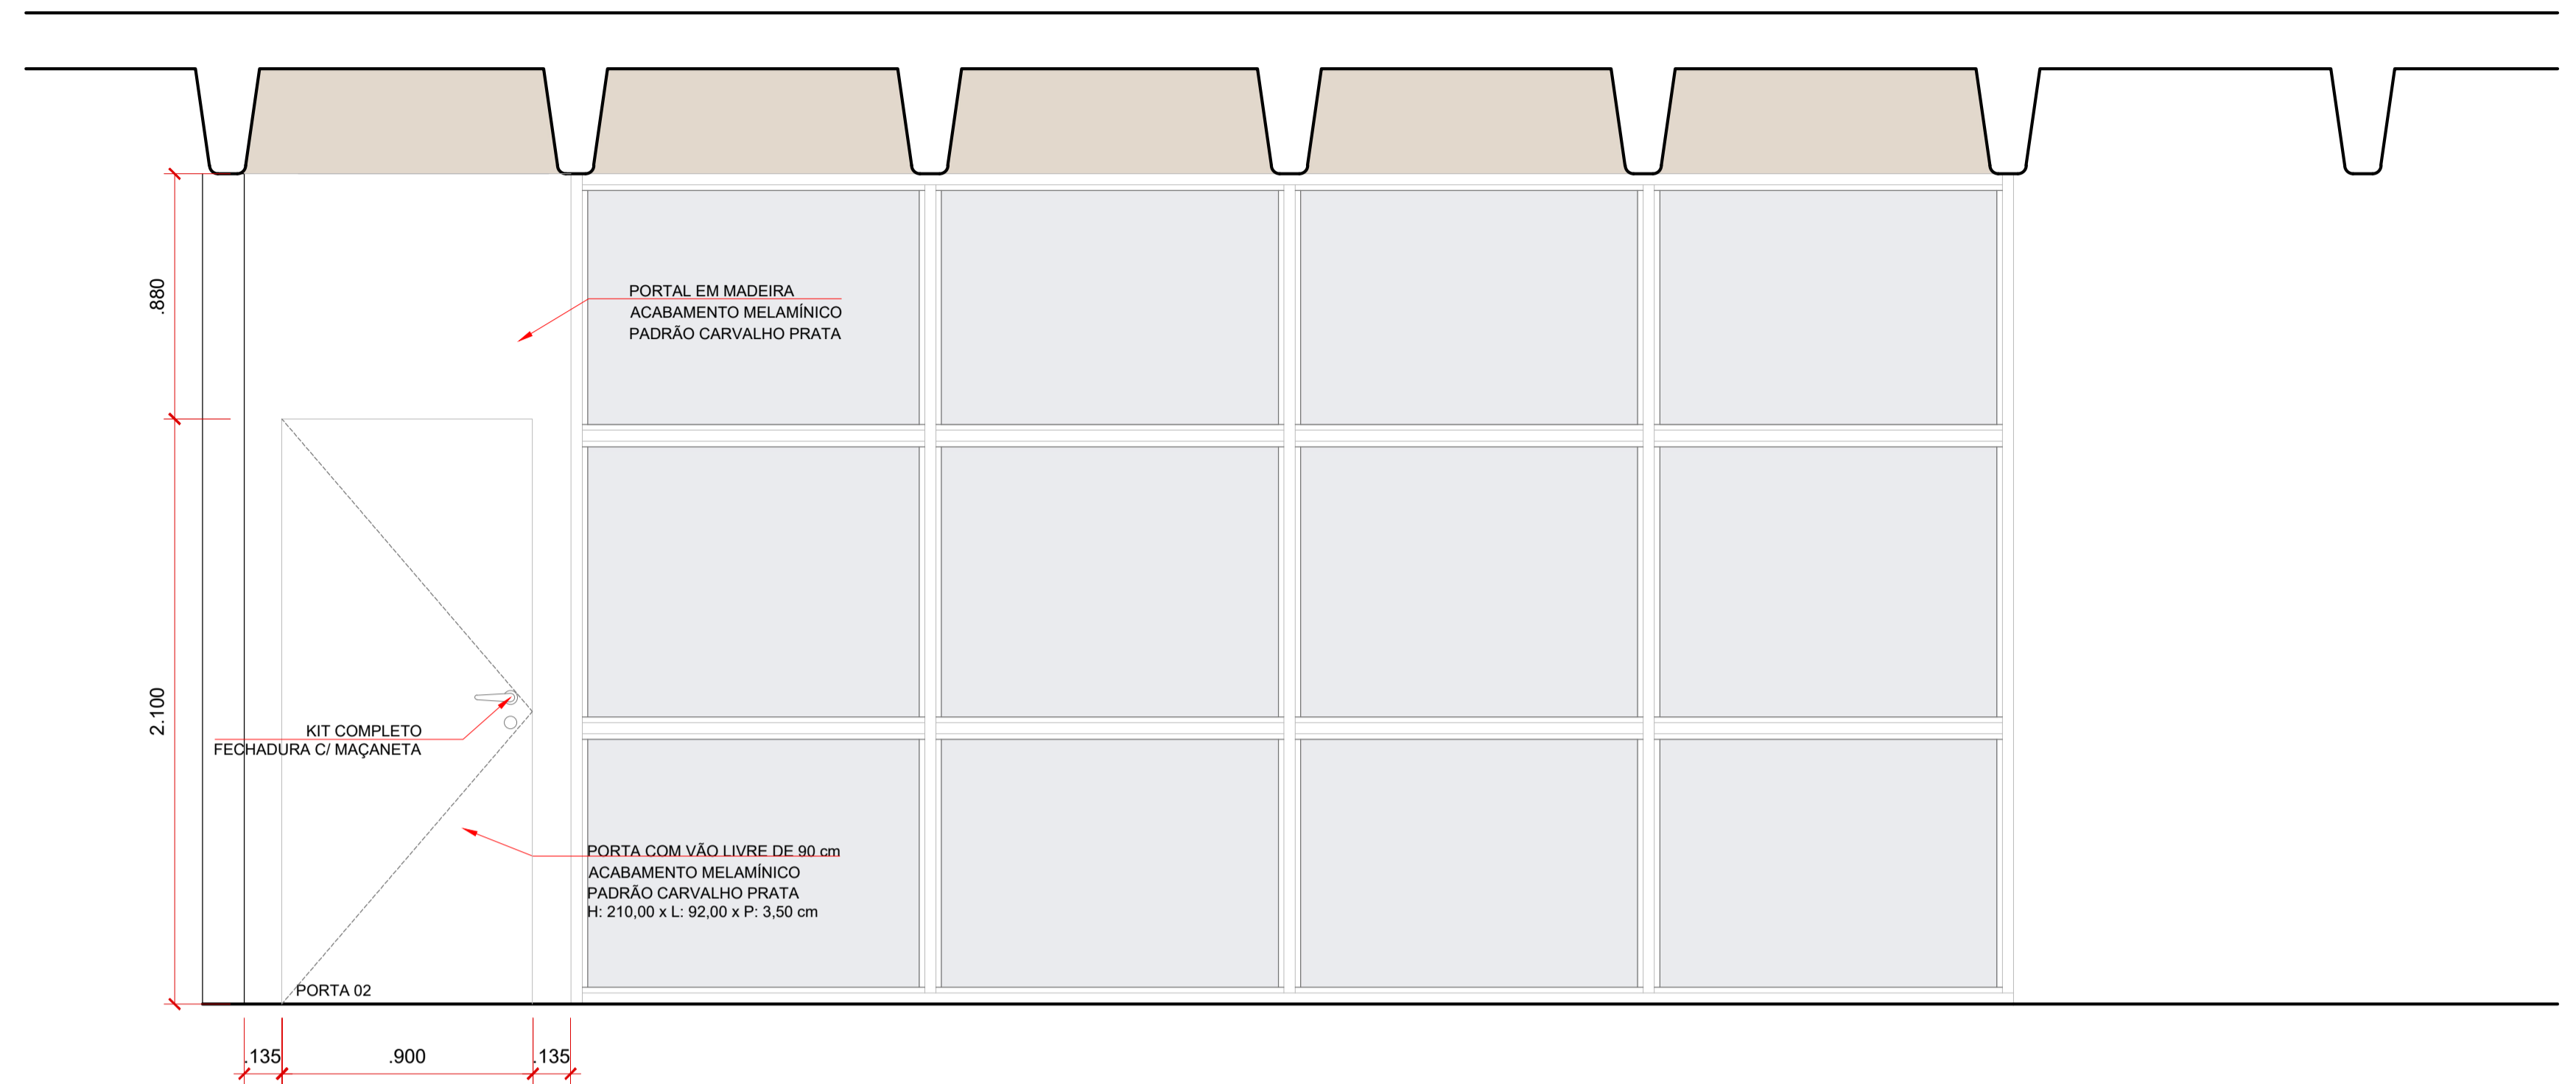 .880
PORTAL EM MADEIRA
ACABAMENTO MELAMÍNICO
PADRÃO CARVALHO PRATA
2.100
KIT COMPLETO
FECHADURA C/ MAÇANETA
PORTA COM VÃO LIVRE DE 90 cm
ACABAMENTO MELAMÍNICO
PADRÃO CARVALHO PRATA
H: 210,00 x L: 92,00 x P: 3,50 cm
PORTA 02
.135 .900 .135